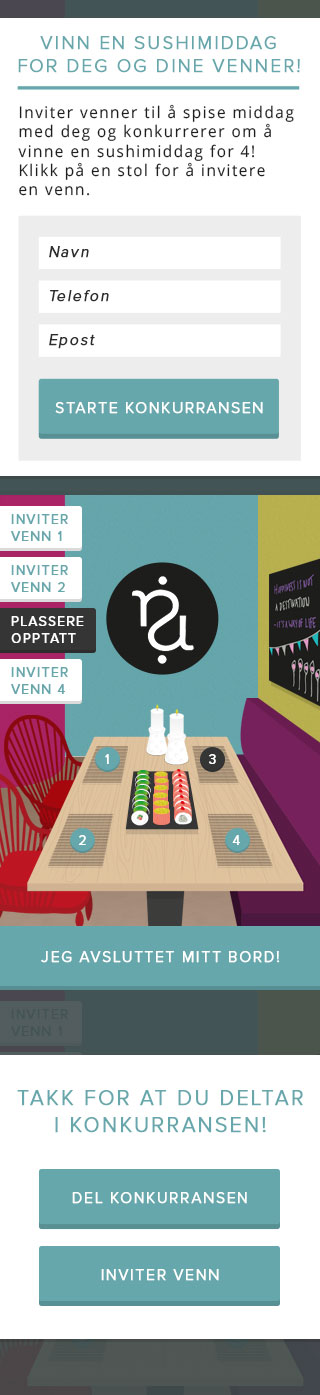 VINN EN SUSHIMIDDAG
FOR DEG OG DINE VENNER!
Inviter venner til å spise middag
med deg og konkurrerer om å
vinne en sushimiddag for 4!
Klikk på en stol for å invitere
en venn.
Navn
Telefon
Epost
STARTE KONKURRANSEN
INVITER
VENN 1
INVITER
VENN 2
PLASSERE
OPPTATT
INVITER
VENN 4
na
HAPPINESS IS NOT
A DESTINATION
-IT'S A WAY OF LIFE
1
3
2
4
JEG AVSLUTTET MITT BORD!
INVITER
VENN 1
TAKK FOR AT DU DELTAR
I KONKURRANSEN!
DEL KONKURRANSEN
INVITER VENN